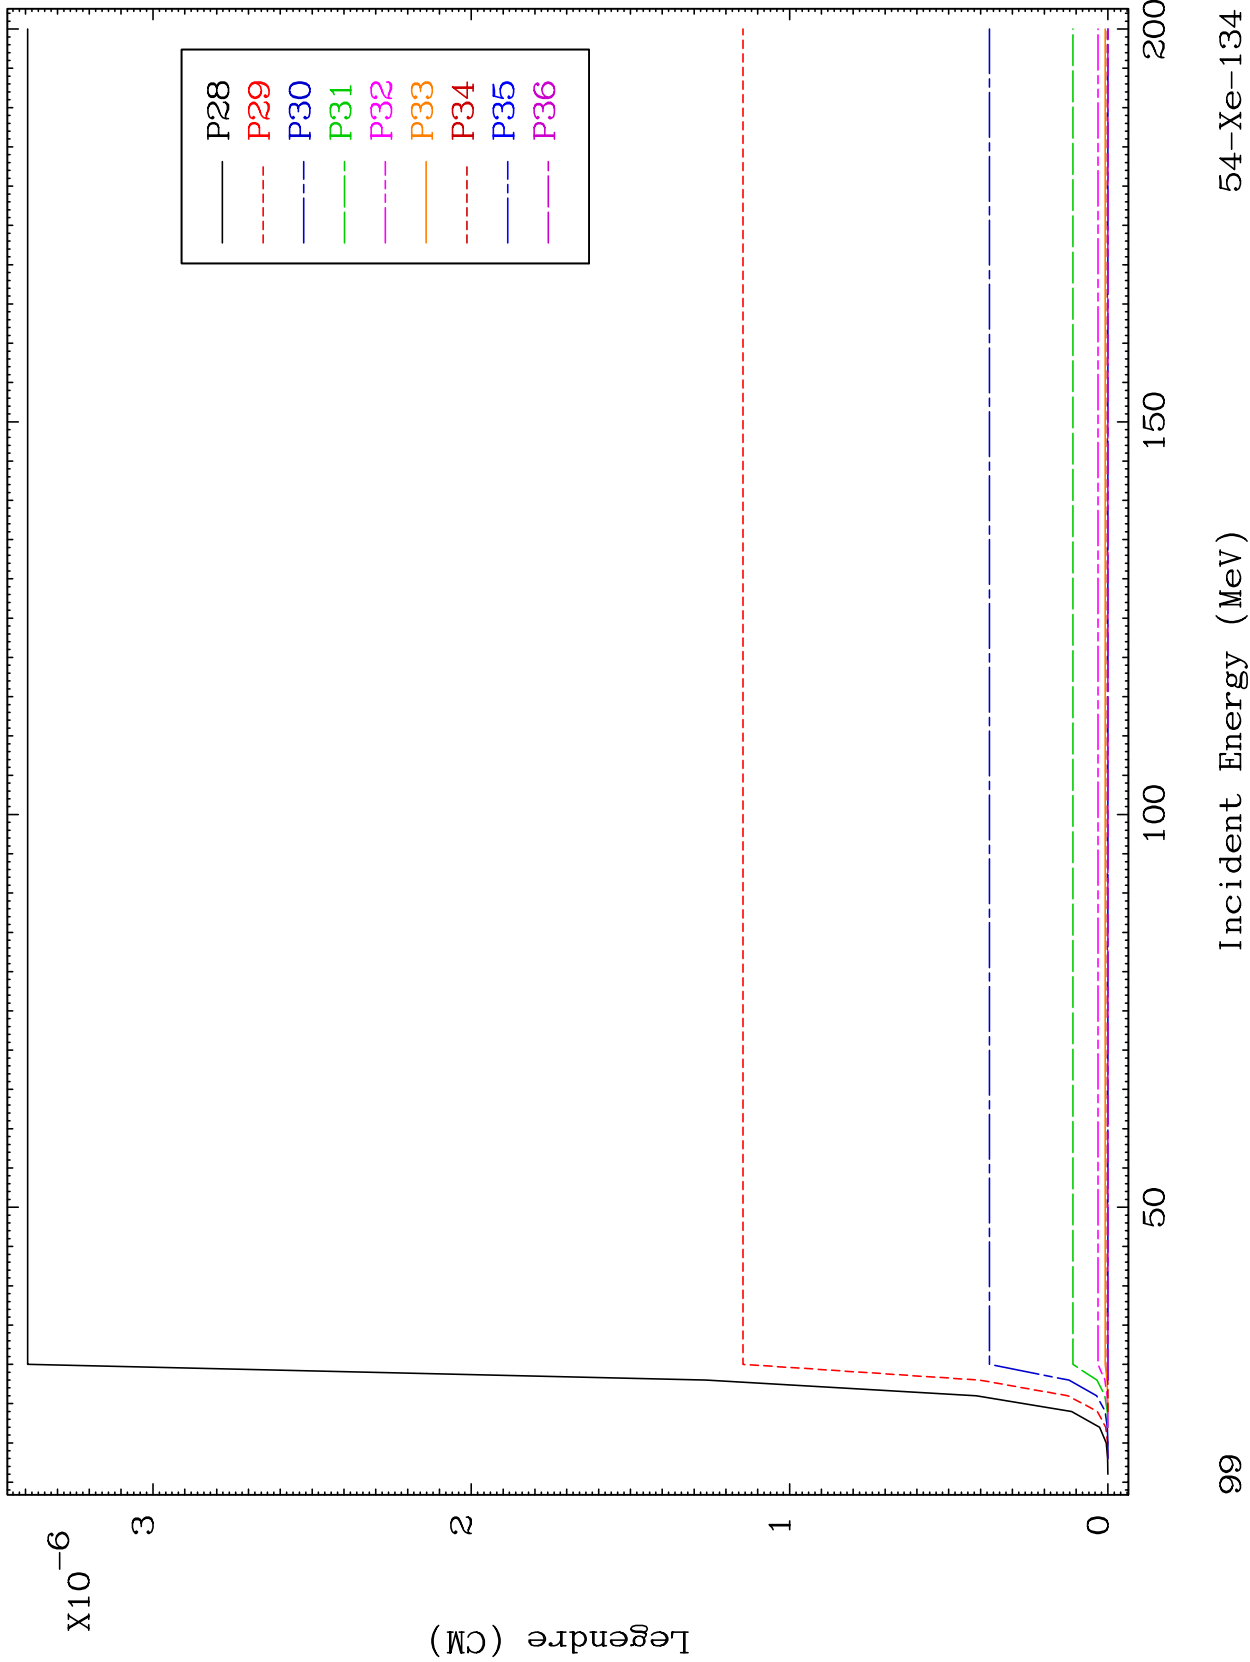 X10
-6
3
2
1
0
Legendre (CM)
P28
P29
P30
P31
P32
P33
P34
P35
P36
50
100
150
200
Incident Energy (MeV)
99
54-Xe-134